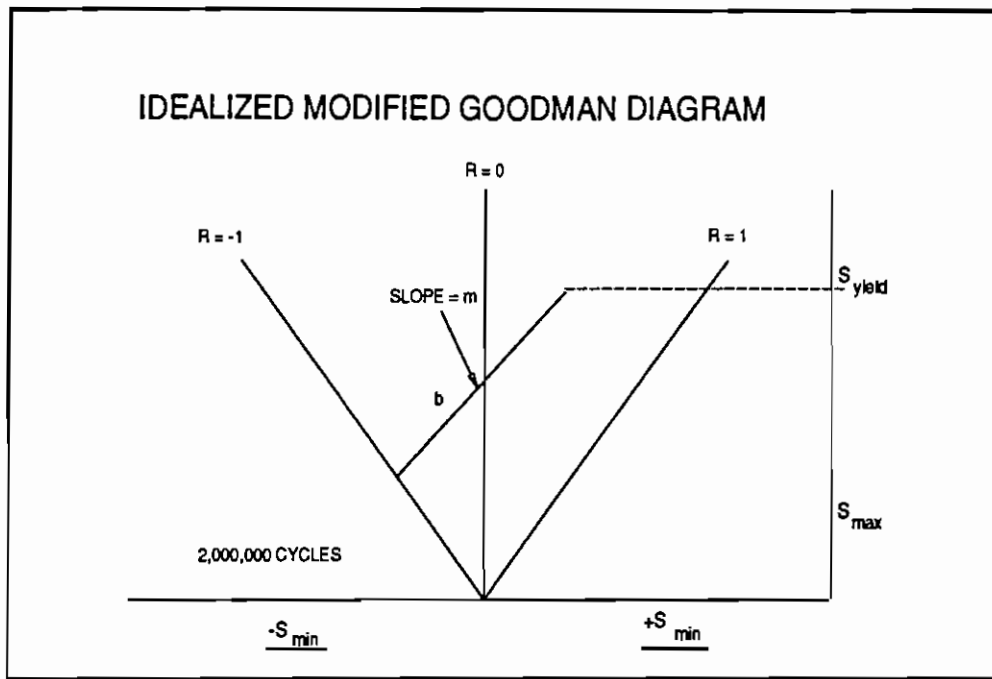 IDEALIZED MODIFIED GOODMAN DIAGRAM
R = 0
R = -1
R = 1
S yield
SLOPE = m
b
S max
2,000,000 CYCLES
-S min
+S min